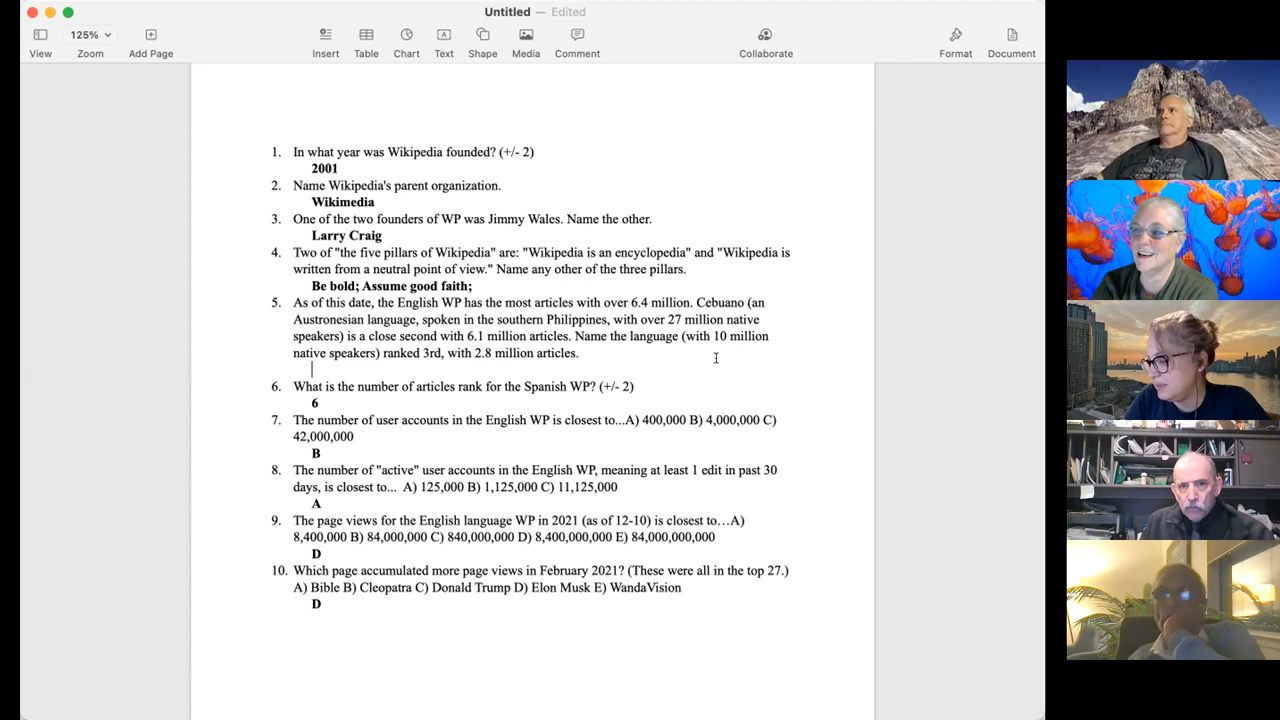 Untitled — Edited
125%
View
Zoom
Add Page
Insert
Table
Chart
Text
Shape
Media
Comment
Collaborate
Format
Document
1. In what year was Wikipedia founded? (+/- 2)
2001
2. Name Wikipedia's parent organization.
Wikimedia
3. One of the two founders of WP was Jimmy Wales. Name the other.
Larry Craig
4. Two of "the five pillars of Wikipedia" are: "Wikipedia is an encyclopedia" and "Wikipedia is
written from a neutral point of view." Name any other of the three pillars.
Be bold; Assume good faith;
5. As of this date, the English WP has the most articles with over 6.4 million. Cebuano (an
Austronesian language, spoken in the southern Philippines, with over 27 million native
speakers) is a close second with 6.1 million articles. Name the language (with 10 million
native speakers) ranked 3rd, with 2.8 million articles.
6. What is the number of articles rank for the Spanish WP? (+/- 2)
6
7. The number of user accounts in the English WP is closest to...A) 400,000 B) 4,000,000 C)
42,000,000
B
8. The number of "active" user accounts in the English WP, meaning at least 1 edit in past 30
days, is closest to... A) 125,000 B) 1,125,000 C) 11,125,000
A
9. The page views for the English language WP in 2021 (as of 12-10) is closest to…A)
8,400,000 B) 84,000,000 C) 840,000,000 D) 8,400,000,000 E) 84,000,000,000
D
10. Which page accumulated more page views in February 2021? (These were all in the top 27.)
A) Bible B) Cleopatra C) Donald Trump D) Elon Musk E) WandaVision
D